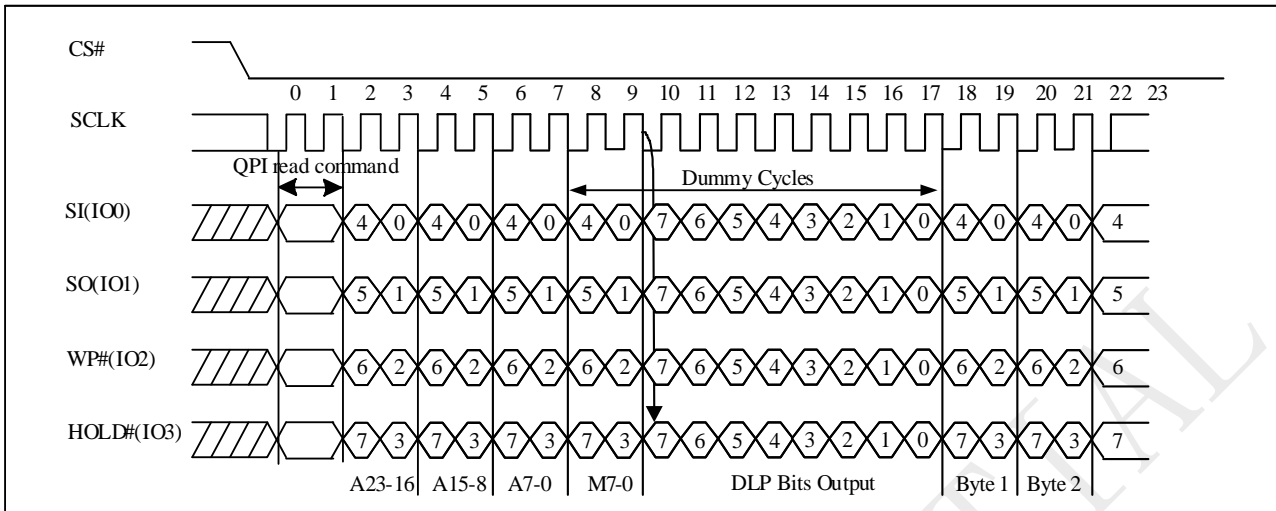 CS#
0 1 2 3 4 5 6 7 8 9 10 11 12 13 14 15 16 17 18 19 20 21 22 23
SCLK
QPI read command
Dummy Cycles
SI(IO0) 4 0 4 0 4 0 4 0 7 6 5 4 3 2 1 0 4 0 4 0 4
SO(IO1) 5 1 5 1 5 1 5 1 7 6 5 4 3 2 1 0 5 1 5 1 5
WP#(IO2) 6 2 6 2 6 2 6 2 7 6 5 4 3 2 1 0 6 2 6 2 6
HOLD#(IO3) 7 3 7 3 7 3 7 3 7 6 5 4 3 2 1 0 7 3 7 3 7
A23-16 A15-8 A7-0 M7-0 DLP Bits Output Byte 1 Byte 2